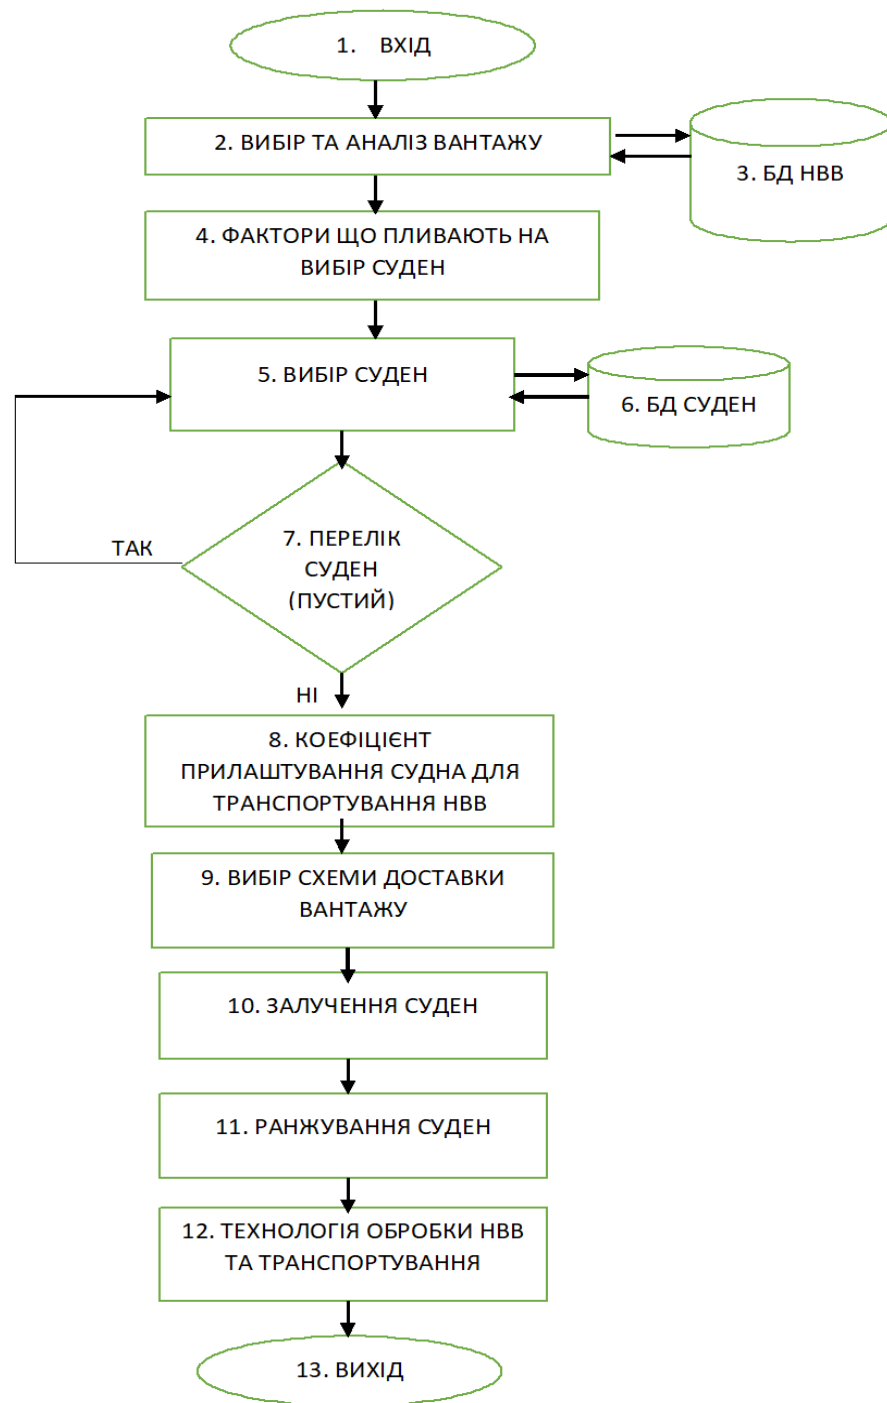 1. ВХІД
2. ВИБІР ТА АНАЛІЗ ВАНТАЖУ
3. БД НВВ
4. ФАКТОРИ ЩО ПЛИВАЮТЬ НА
ВИБІР СУДЕН
5. ВИБІР СУДЕН
6. БД СУДЕН
7. ПЕРЕЛІК
СУДЕН
(ПУСТИЙ)
ТАК
НІ
8. КОЕФІЦІЄНТ
ПРИЛАШТУВАННЯ СУДНА ДЛЯ
ТРАНСПОРТУВАННЯ НВВ
9. ВИБІР СХЕМИ ДОСТАВКИ
ВАНТАЖУ
10. ЗАЛУЧЕННЯ СУДЕН
11. РАНЖУВАННЯ СУДЕН
12. ТЕХНОЛОГІЯ ОБРОБКИ НВВ
ТА ТРАНСПОРТУВАННЯ
13. ВИХІД